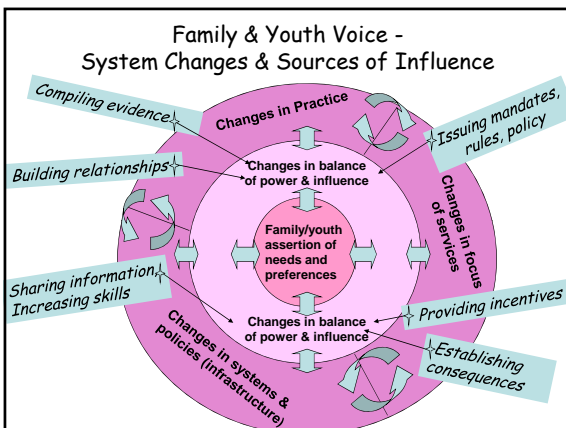 Family & Youth Voice -
System Changes & Sources of Influence
Compiling evidence
Changes in Practice
Issuing mandates,
rules, policy
Building relationships
Changes in balance
of power & influence
Changes in focus
of services
Family/youth
assertion of
needs and
preferences
Sharing information
Increasing skills
Providing incentives
Changes in balance
of power & influence
Changes in systems &
policies (infrastructure)
Establishing
consequences